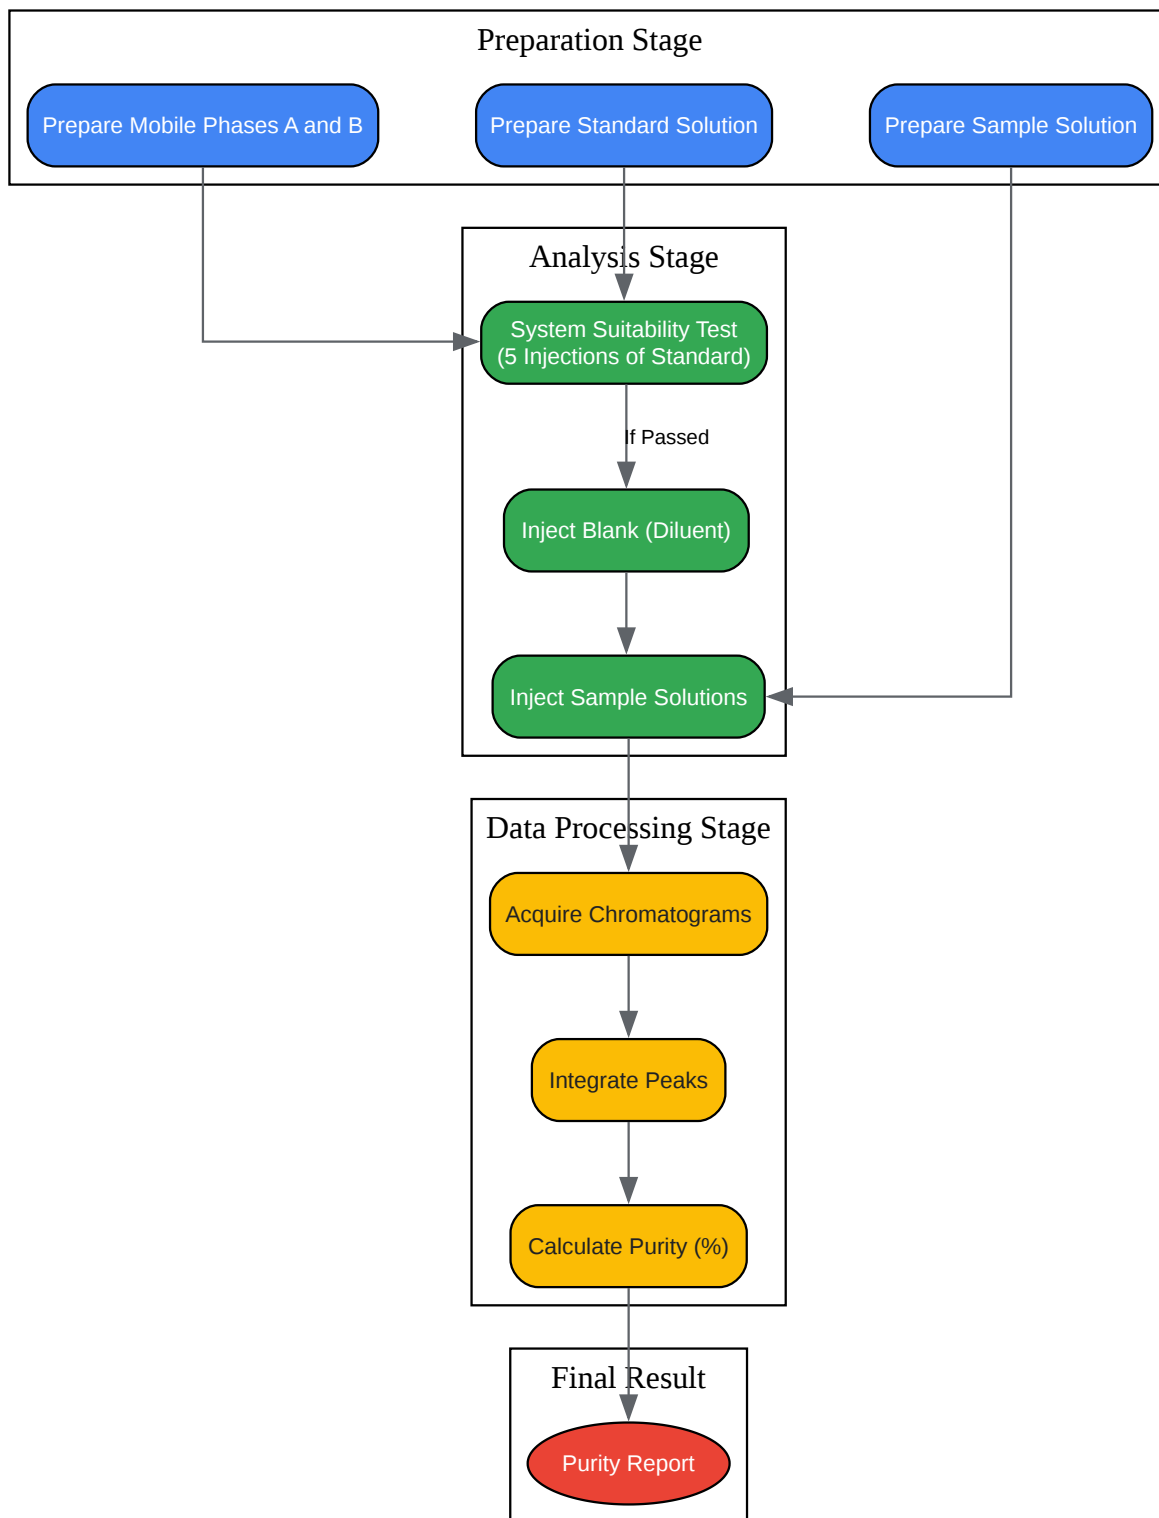 Preparation Stage
Prepare Mobile Phases A and B
Prepare Standard Solution
Prepare Sample Solution
Analysis Stage
System Suitability Test
(5 Injections of Standard)
If Passed
Inject Blank (Diluent)
Inject Sample Solutions
Data Processing Stage
Acquire Chromatograms
Integrate Peaks
Calculate Purity (%)
Final Result
Purity Report